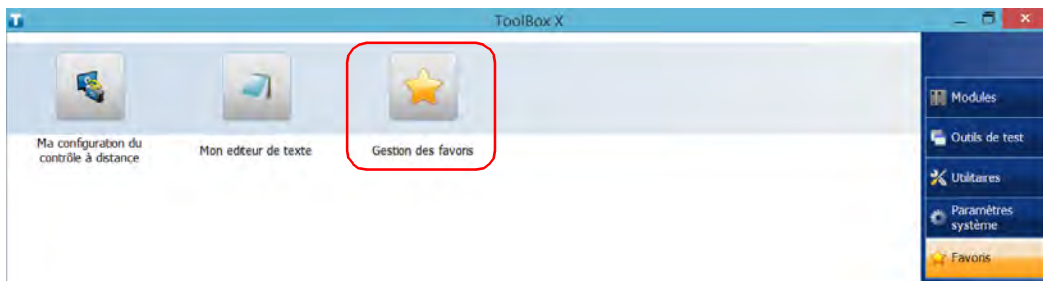 ToolBox X
Ma configuration du
contrôle à distance
Mon editeur de texte
Gestion des favoris
Modules
Outils de test
Utilitaires
Paramètres
système
Favoris